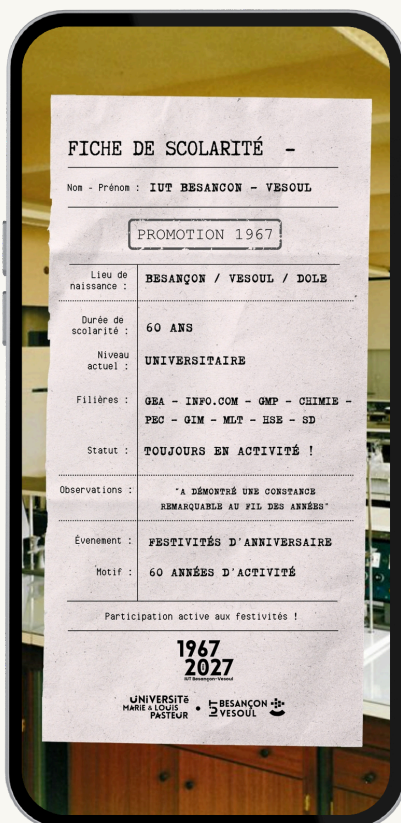 FICHE DE SCOLARITÉ -
Nom - Prénom : IUT BESANCON - VESOUL
PROMOTION 1967
Lieu de naissance : BESANÇON / VESOUL / DOLE
Durée de scolarité : 60 ANS
Niveau actuel : UNIVERSITAIRE
Filières : GEA - INFO.COM - GMP - CHIMIE -
PEC - GIM - MLT - HSE - SD
Statut : TOUJOURS EN ACTIVITÉ !
Observations : "A DÉMONTRÉ UNE CONSTANCE
REMARQUABLE AU FIL DES ANNÉES"
Évenement : FESTIVITÉS D'ANNIVERSAIRE
Motif : 60 ANNÉES D'ACTIVITÉ
Participation active aux festivités !
1967
2027
IUT Besançon-Vesoul
UNIVERSITÉ
MARIE & LOUIS
PASTEUR
IUT BESANÇON
VESOUL